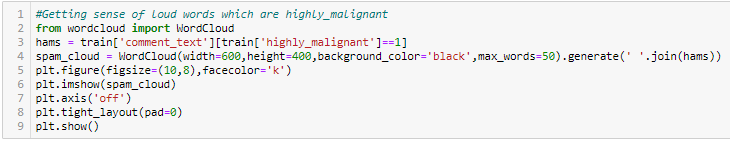 1 #Getting sense of loud words which are highly_malignant
2 from wordcloud import WordCloud
3 hams = train['comment_text'][train['highly_malignant']==1]
4 spam_cloud = WordCloud(width=600,height=400,background_color='black',max_words=50).generate(' '.join(hams))
5 plt.figure(figsize=(10,8),facecolor='k')
6 plt.imshow(spam_cloud)
7 plt.axis('off')
8 plt.tight_layout(pad=0)
9 plt.show()